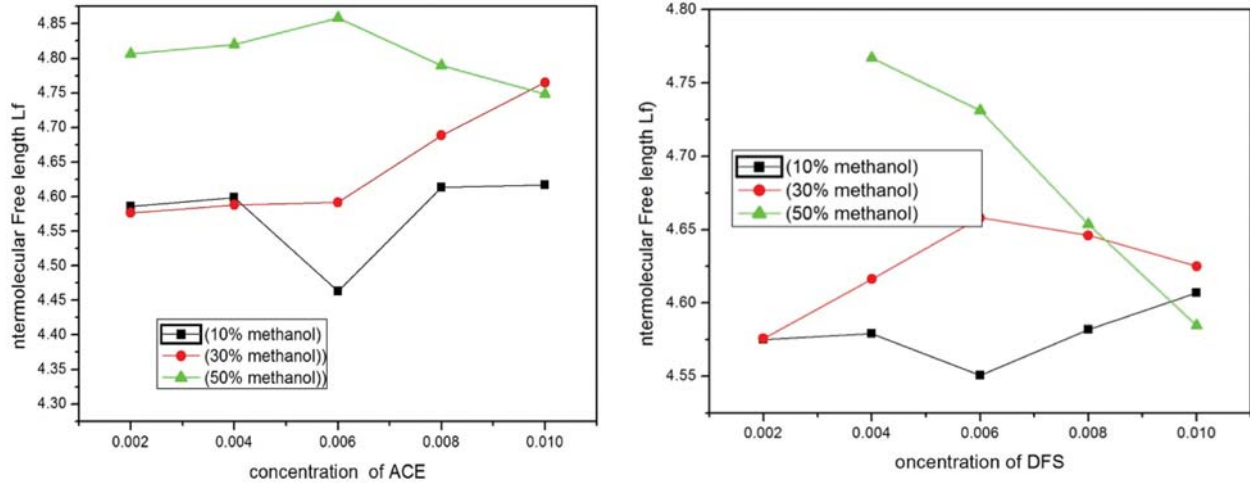 ntermolecular Free length Lf
4.85
4.80
4.75
4.70
4.65
4.60
4.55
4.50
4.45
4.40
4.35
4.30
(10% methanol)
(30% methanol))
(50% methanol))
0.002 0.004 0.006 0.008 0.010
concentration of ACE
ntermolecular Free length Lf)
4.80
4.75
4.70
4.65
4.60
4.55
(10% methanol)
(30% methanol)
(50% methanol)
0.002 0.004 0.006 0.008 0.010
oncentration of DFS